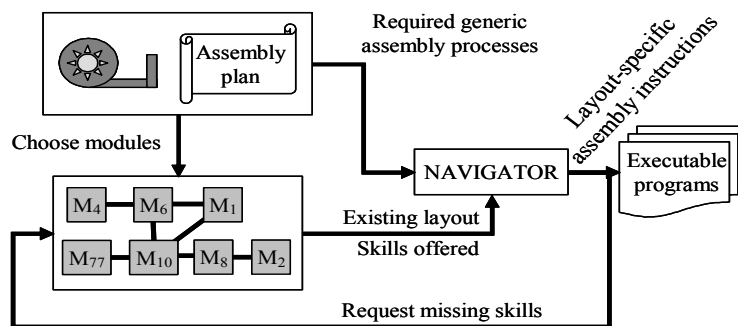 Assembly
plan
Required generic
assembly processes
Layout-specific
assembly instructions
Choose modules
NAVIGATOR
Executable
programs
M4
M6
M1
Existing layout
M77
M10
M8
M2
Skills offered
Request missing skills